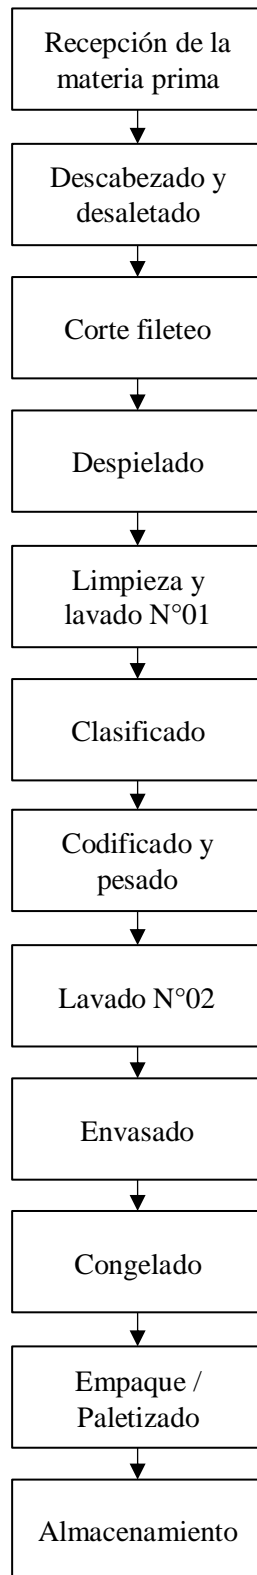 Recepción de la
materia prima
Descabezado y
desaletado
Corte fileteo
Despielado
Limpieza y
lavado N°01
Clasificado
Codificado y
pesado
Lavado N°02
Envasado
Congelado
Empaque /
Paletizado
Almacenamiento